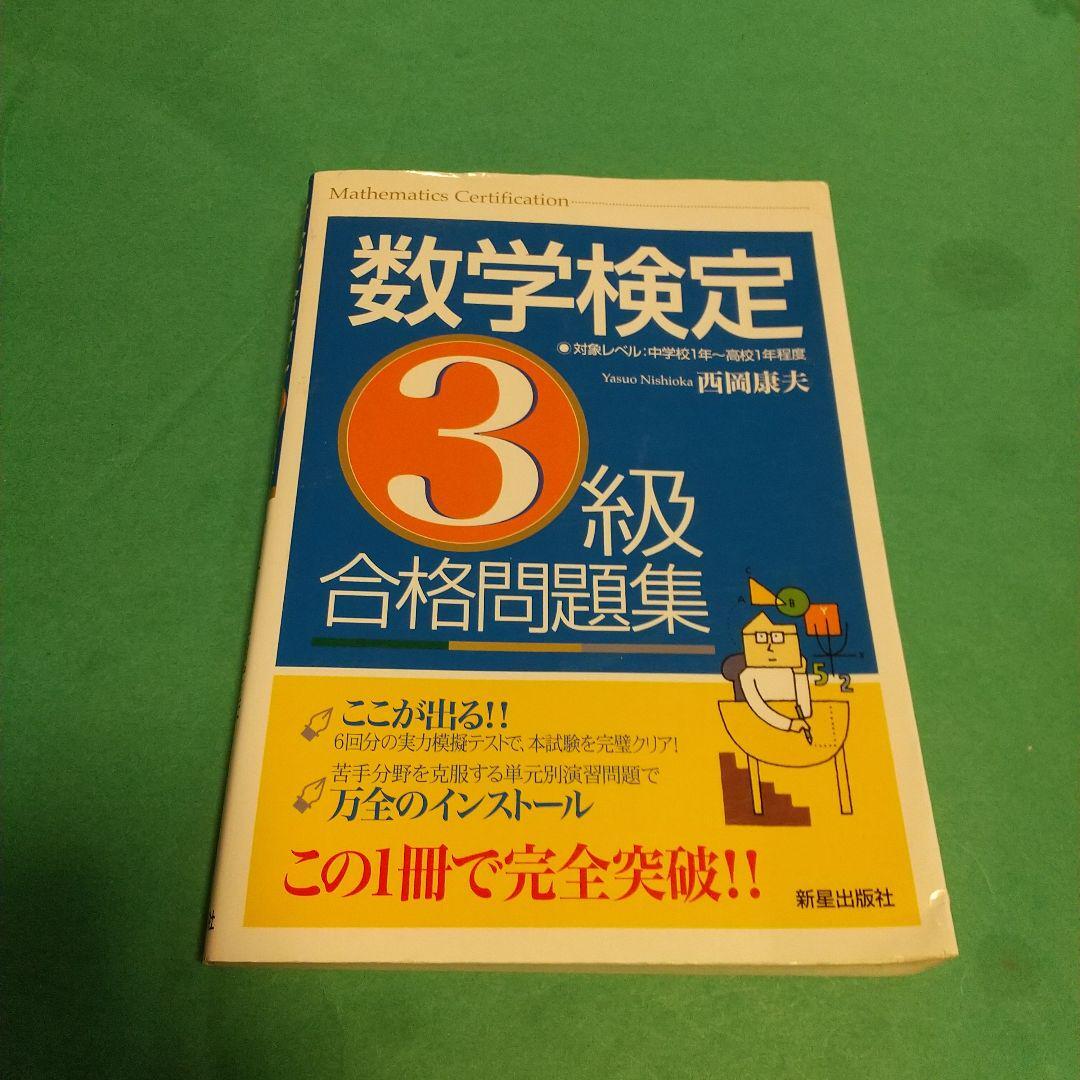 Mathematics Certification
数学検定
●対象レベル:中学校1年～高校1年程度
Yasuo Nishioka 西岡康夫
3級
合格問題集
C
A B Y
X
5 2
ここが出る!!
6回分の実力模擬テストで、本試験を完璧クリア!
苦手分野を克服する単元別演習問題で
万全のインストール
この1冊で完全突破!!
新星出版社
社